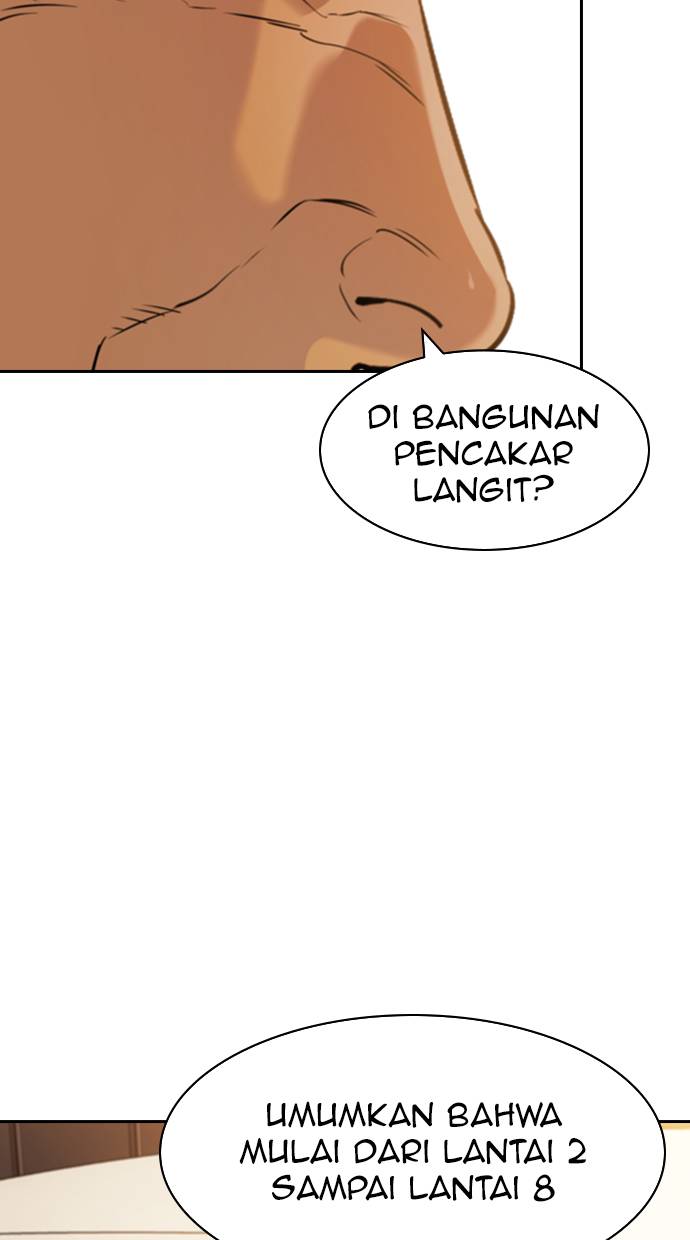 DI BANGUNAN
PENCAKAR
LANGIT?
UMUMKAN BAHWA
MULAI DARI LANTAI 2
SAMPAI LANTAI 8